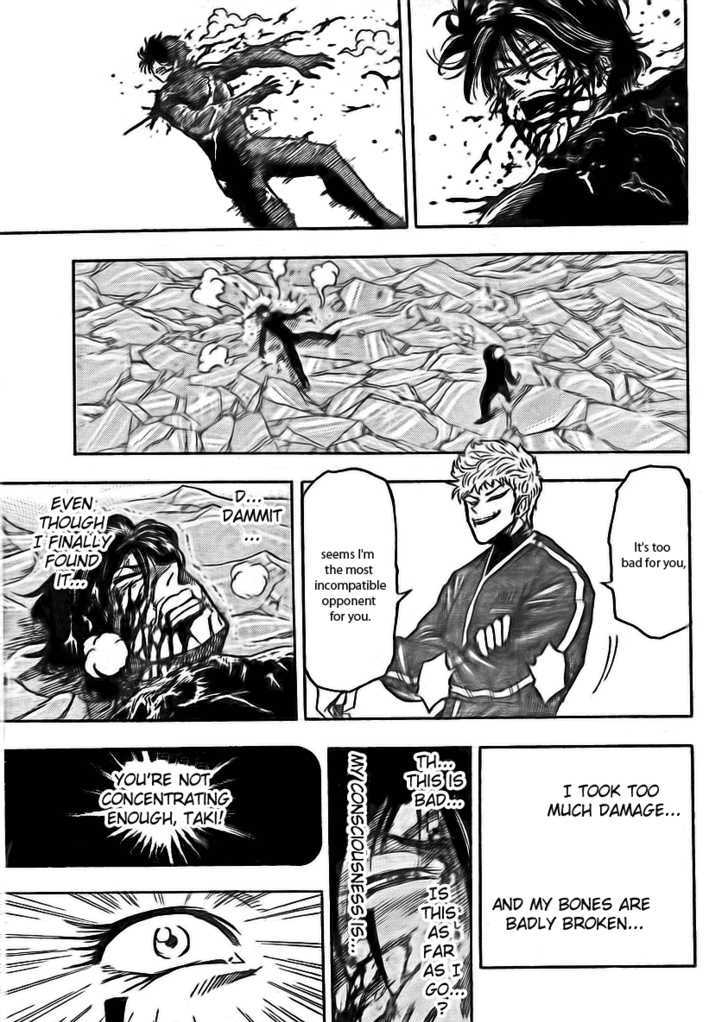 It's too
bad for you,
seems I'm
the most
incompatible
opponent
for you.
D...
DAMMIT
...
EVEN
THOUGH
I FINALLY
FOUND
IT...
I TOOK TOO
MUCH DAMAGE...
AND MY BONES ARE
BADLY BROKEN...
TH...
THIS IS
BAD...
MY CONSCIOUSNESS IS...
IS
THIS
AS
FAR
AS I
GO...
?
YOU'RE NOT
CONCENTRATING
ENOUGH, TAKI!